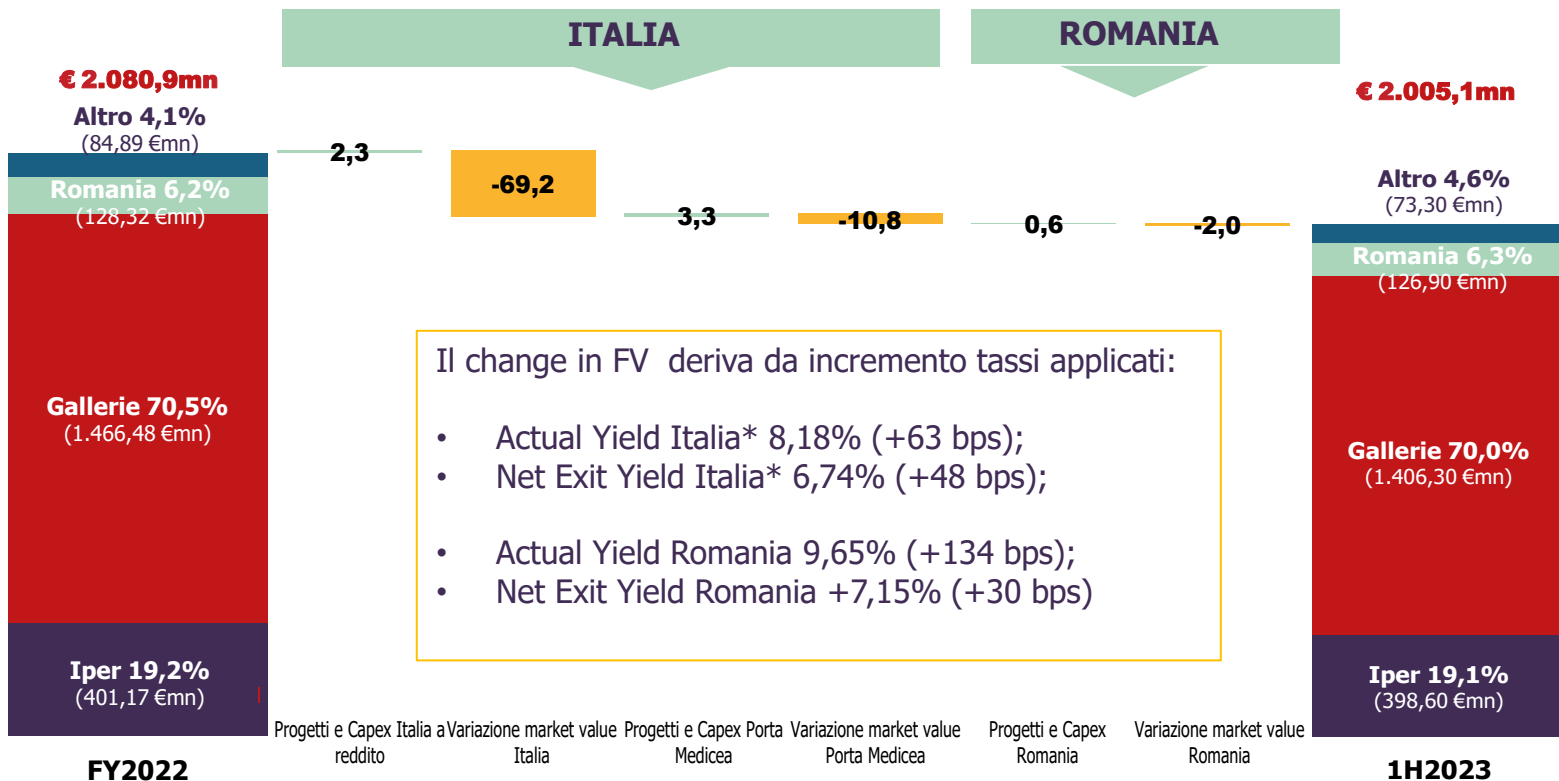 ITALIA
ROMANIA
€ 2.080,9mn
Altro 4,1%
(84,89 €mn)
Romania 6,2%
(128,32 €mn)
Gallerie 70,5%
(1.466,48 €mn)
Iper 19,2%
(401,17 €mn)
FY2022
2,3
-69,2
3,3
-10,8
0,6
-2,0
Il change in FV deriva da incremento tassi applicati:
• Actual Yield Italia* 8,18% (+63 bps);
• Net Exit Yield Italia* 6,74% (+48 bps);
• Actual Yield Romania 9,65% (+134 bps);
• Net Exit Yield Romania +7,15% (+30 bps)
Progetti e Capex Italia a
reddito
Variazione market value
Italia
Progetti e Capex Porta
Medicea
Variazione market value
Porta Medicea
Progetti e Capex
Romania
Variazione market value
Romania
€ 2.005,1mn
Altro 4,6%
(73,30 €mn)
Romania 6,3%
(126,90 €mn)
Gallerie 70,0%
(1.406,30 €mn)
Iper 19,1%
(398,60 €mn)
1H2023